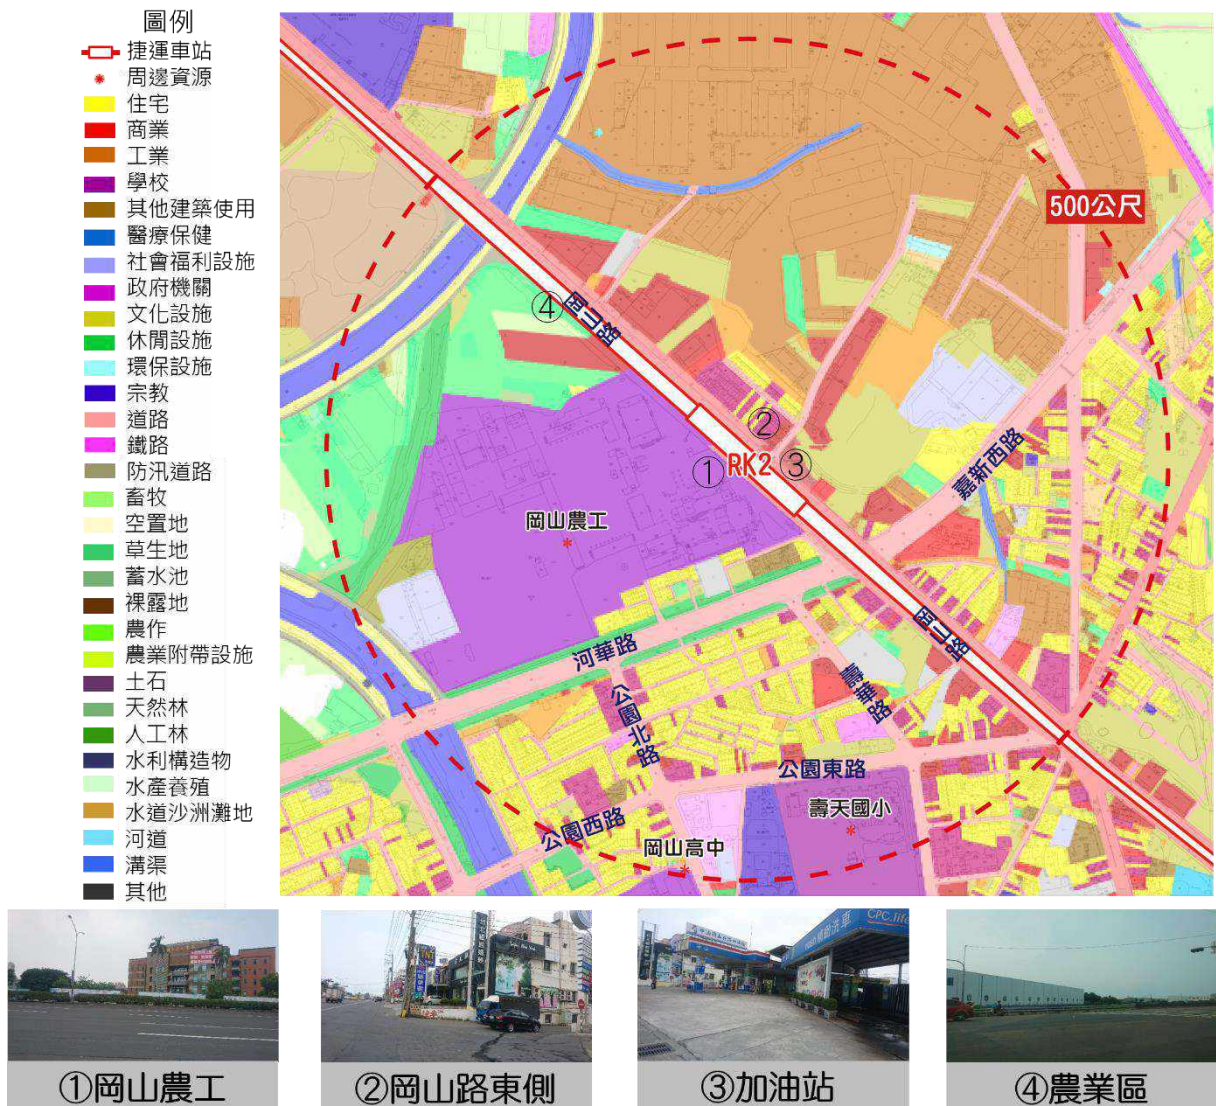 圖例
捷運車站
周邊資源
住宅
商業
工業
學校
其他建築使用
醫療保健
社會福利設施
政府機關
文化設施
休閒設施
環保設施
宗教
道路
鐵路
防汛道路
畜牧
空置地
草生地
蓄水池
裸露地
農作
農業附帶設施
土石
天然林
人工林
水利構造物
水產養殖
水道沙洲灘地
河道
溝渠
其他
500公尺
④
岡山路
②
①
RK2
③
嘉新西路
岡山農工
岡山路
河華路
壽華路
公園北路
公園東路
壽天國小
公園西路
岡山高中
CPC.life
①岡山農工
②岡山路東側
③加油站
④農業區